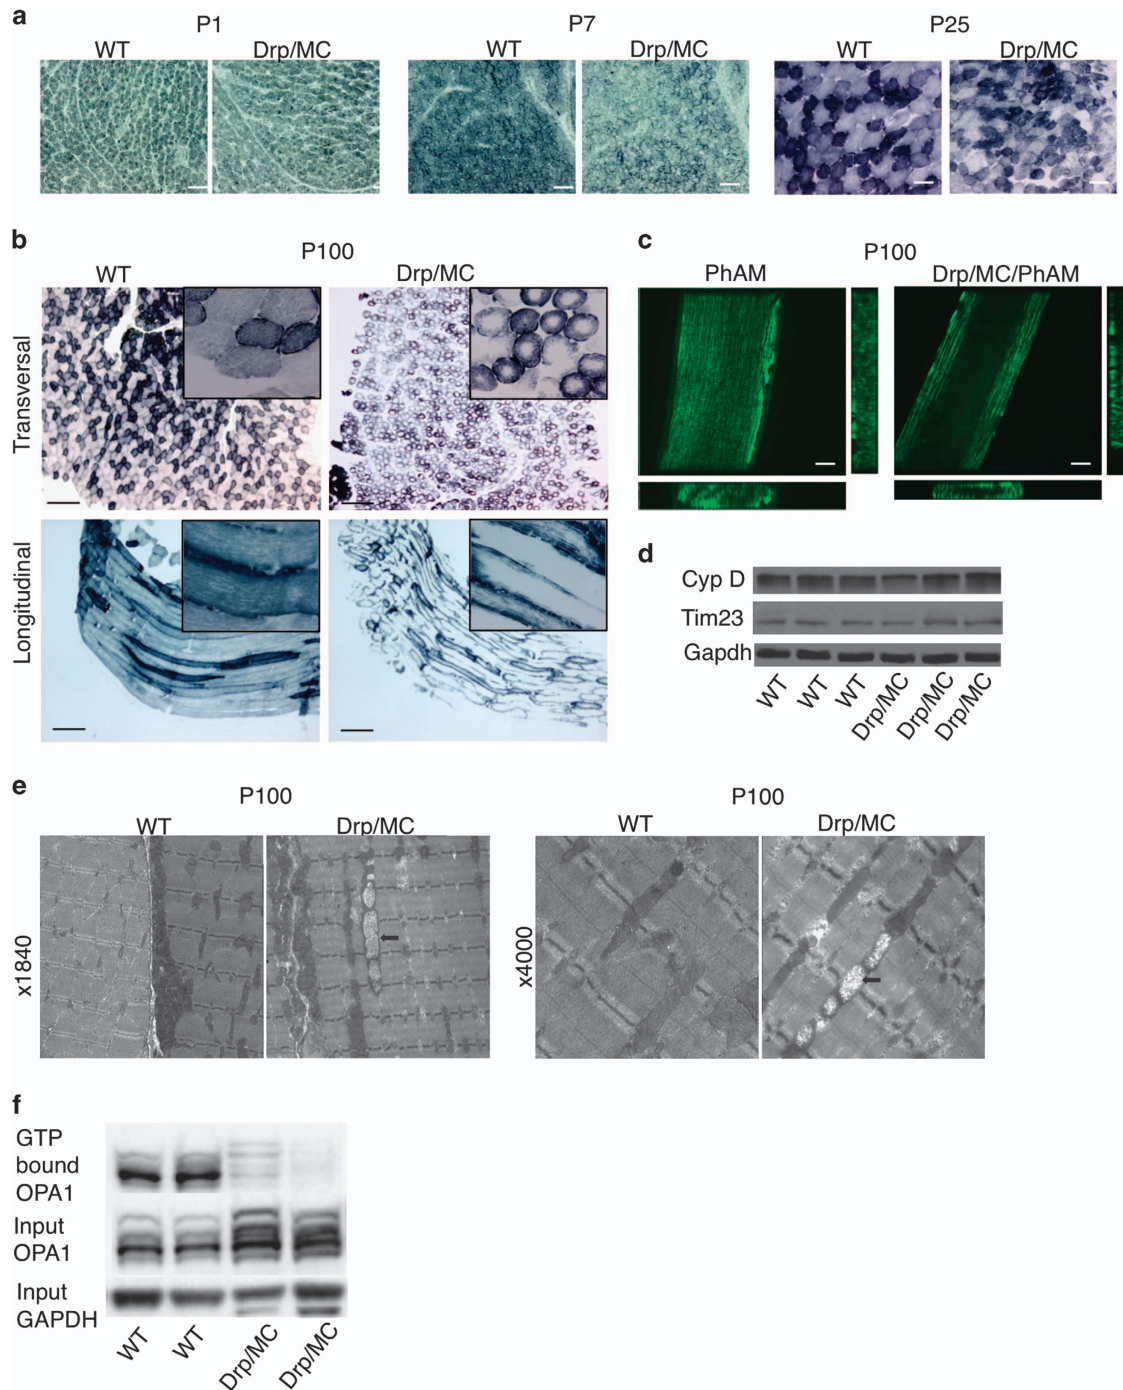 a
P1
WT
Drp/MC
P7
WT
Drp/MC
P25
WT
Drp/MC
b
P100
WT
Drp/MC
Transversal
Longitudinal
c
P100
PhAM
Drp/MC/PhAM
d
Cyp D
Tim23
Gapdh
WT
WT
WT
Drp/MC
Drp/MC
Drp/MC
e
P100
WT
Drp/MC
x1840
P100
WT
Drp/MC
x4000
f
GTP
bound
OPA1
Input
OPA1
Input
GAPDH
WT
WT
Drp/MC
Drp/MC